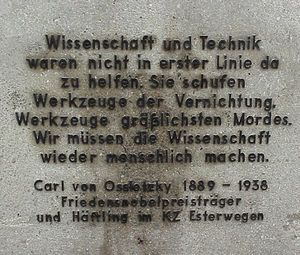 Wissenschaft und Technik
waren nicht in erster Linie da
zu helfen. Sie schufen
Werkzeuge der Vernichtung,
Werkzeuge gräßlichsten Mordes.
Wir müssen die Wissenschaft
wieder menschlich machen.
Carl von Ossietzky 1889 - 1938
Friedensnobelpreisträger
und Häftling im KZ Esterwegen